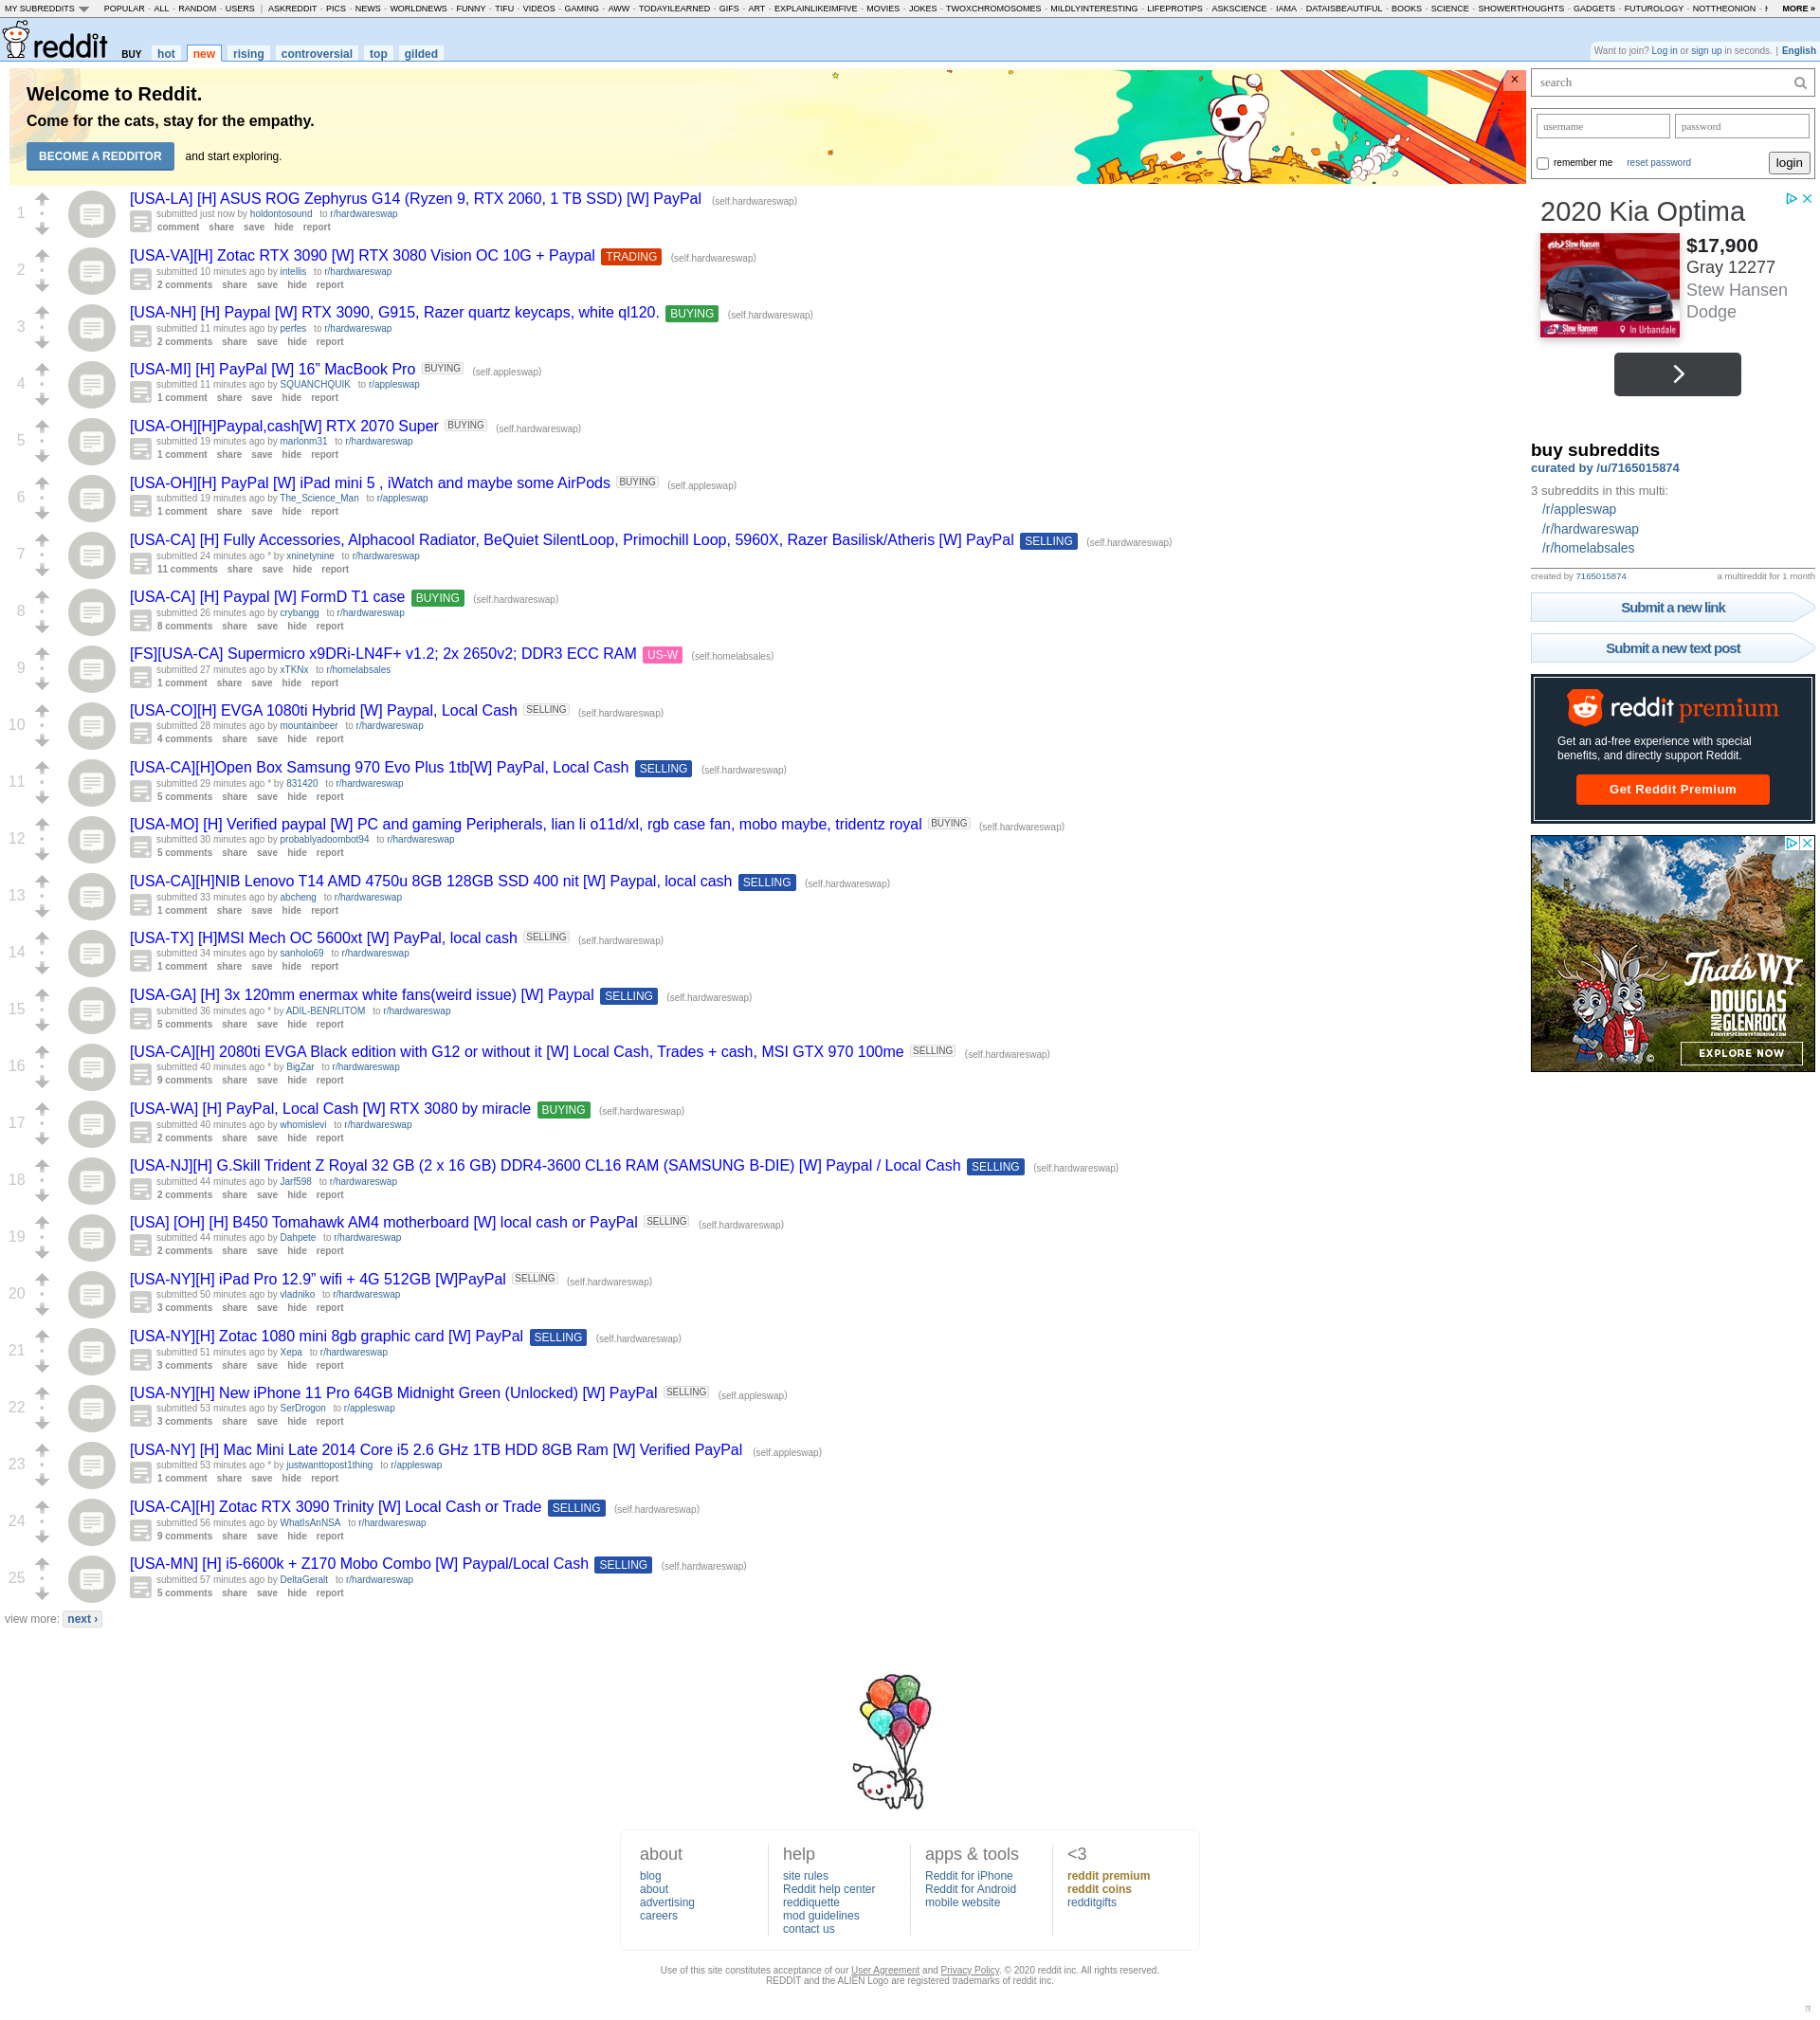 MY SUBREDDITS POPULAR - ALL - RANDOM - USERS | ASKREDDIT - PICS - NEWS - WORLDNEWS - FUNNY - TIFU - VIDEOS - GAMING - AWW - TODAYILEARNED - GIFS - ART - EXPLAINLIKEIMFIVE - MOVIES - JOKES - TWOXCHROMOSOMES - MILDLYINTERESTING - LIFEPROTIPS - ASKSCIENCE - IAMA - DATAISBEAUTIFUL - BOOKS - SCIENCE - SHOWERTHOUGHTS - GADGETS - FUTUROLOGY - NOTTHEONION - MORE »
reddit BUY hot new rising controversial top gilded
Want to join? Log in or sign up in seconds. | English
Welcome to Reddit.
Come for the cats, stay for the empathy.
BECOME A REDDITOR and start exploring.
×
1
[USA-LA] [H] ASUS ROG Zephyrus G14 (Ryzen 9, RTX 2060, 1 TB SSD) [W] PayPal (self.hardwareswap)
submitted just now by holdontosound to r/hardwareswap
comment share save hide report
2
[USA-VA][H] Zotac RTX 3090 [W] RTX 3080 Vision OC 10G + Paypal TRADING (self.hardwareswap)
submitted 10 minutes ago by intellis to r/hardwareswap
2 comments share save hide report
3
[USA-NH] [H] Paypal [W] RTX 3090, G915, Razer quartz keycaps, white ql120. BUYING (self.hardwareswap)
submitted 11 minutes ago by perfes to r/hardwareswap
2 comments share save hide report
4
[USA-MI] [H] PayPal [W] 16” MacBook Pro BUYING (self.appleswap)
submitted 11 minutes ago by SQUANCHQUIK to r/appleswap
1 comment share save hide report
5
[USA-OH][H]Paypal,cash[W] RTX 2070 Super BUYING (self.hardwareswap)
submitted 19 minutes ago by marlonm31 to r/hardwareswap
1 comment share save hide report
6
[USA-OH][H] PayPal [W] iPad mini 5 , iWatch and maybe some AirPods BUYING (self.appleswap)
submitted 19 minutes ago by The_Science_Man to r/appleswap
1 comment share save hide report
7
[USA-CA] [H] Fully Accessories, Alphacool Radiator, BeQuiet SilentLoop, Primochill Loop, 5960X, Razer Basilisk/Atheris [W] PayPal SELLING (self.hardwareswap)
submitted 24 minutes ago * by xninetynine to r/hardwareswap
11 comments share save hide report
8
[USA-CA] [H] Paypal [W] FormD T1 case BUYING (self.hardwareswap)
submitted 26 minutes ago by crybangg to r/hardwareswap
8 comments share save hide report
9
[FS][USA-CA] Supermicro x9DRi-LN4F+ v1.2; 2x 2650v2; DDR3 ECC RAM US-W (self.homelabsales)
submitted 27 minutes ago by xTKNx to r/homelabsales
1 comment share save hide report
10
[USA-CO][H] EVGA 1080ti Hybrid [W] Paypal, Local Cash SELLING (self.hardwareswap)
submitted 28 minutes ago by mountainbeer to r/hardwareswap
4 comments share save hide report
11
[USA-CA][H]Open Box Samsung 970 Evo Plus 1tb[W] PayPal, Local Cash SELLING (self.hardwareswap)
submitted 29 minutes ago * by 831420 to r/hardwareswap
5 comments share save hide report
12
[USA-MO] [H] Verified paypal [W] PC and gaming Peripherals, lian li o11d/xl, rgb case fan, mobo maybe, tridentz royal BUYING (self.hardwareswap)
submitted 30 minutes ago by probablyadoombot94 to r/hardwareswap
5 comments share save hide report
13
[USA-CA][H]NIB Lenovo T14 AMD 4750u 8GB 128GB SSD 400 nit [W] Paypal, local cash SELLING (self.hardwareswap)
submitted 33 minutes ago by abcheng to r/hardwareswap
1 comment share save hide report
14
[USA-TX] [H]MSI Mech OC 5600xt [W] PayPal, local cash SELLING (self.hardwareswap)
submitted 34 minutes ago by sanholo69 to r/hardwareswap
1 comment share save hide report
15
[USA-GA] [H] 3x 120mm enermax white fans(weird issue) [W] Paypal SELLING (self.hardwareswap)
submitted 36 minutes ago * by ADIL-BENRLITOM to r/hardwareswap
5 comments share save hide report
16
[USA-CA][H] 2080ti EVGA Black edition with G12 or without it [W] Local Cash, Trades + cash, MSI GTX 970 100me SELLING (self.hardwareswap)
submitted 40 minutes ago * by BigZar to r/hardwareswap
9 comments share save hide report
17
[USA-WA] [H] PayPal, Local Cash [W] RTX 3080 by miracle BUYING (self.hardwareswap)
submitted 40 minutes ago by whomislevi to r/hardwareswap
2 comments share save hide report
18
[USA-NJ][H] G.Skill Trident Z Royal 32 GB (2 x 16 GB) DDR4-3600 CL16 RAM (SAMSUNG B-DIE) [W] Paypal / Local Cash SELLING (self.hardwareswap)
submitted 44 minutes ago by Jarf598 to r/hardwareswap
2 comments share save hide report
19
[USA] [OH] [H] B450 Tomahawk AM4 motherboard [W] local cash or PayPal SELLING (self.hardwareswap)
submitted 44 minutes ago by Dahpete to r/hardwareswap
2 comments share save hide report
20
[USA-NY][H] iPad Pro 12.9” wifi + 4G 512GB [W]PayPal SELLING (self.hardwareswap)
submitted 50 minutes ago by vladniko to r/hardwareswap
3 comments share save hide report
21
[USA-NY][H] Zotac 1080 mini 8gb graphic card [W] PayPal SELLING (self.hardwareswap)
submitted 51 minutes ago by Xepa to r/hardwareswap
3 comments share save hide report
22
[USA-NY][H] New iPhone 11 Pro 64GB Midnight Green (Unlocked) [W] PayPal SELLING (self.appleswap)
submitted 53 minutes ago by SerDrogon to r/appleswap
3 comments share save hide report
23
[USA-NY] [H] Mac Mini Late 2014 Core i5 2.6 GHz 1TB HDD 8GB Ram [W] Verified PayPal (self.appleswap)
submitted 53 minutes ago * by justwanttopost1thing to r/appleswap
1 comment share save hide report
24
[USA-CA][H] Zotac RTX 3090 Trinity [W] Local Cash or Trade SELLING (self.hardwareswap)
submitted 56 minutes ago by WhatIsAnNSA to r/hardwareswap
9 comments share save hide report
25
[USA-MN] [H] i5-6600k + Z170 Mobo Combo [W] Paypal/Local Cash SELLING (self.hardwareswap)
submitted 57 minutes ago by DeltaGeralt to r/hardwareswap
5 comments share save hide report
view more: next ›
search
username password
remember me reset password login
2020 Kia Optima
Stew Hansen
$17,900
Gray 12277
Stew Hansen
Dodge
Stew Hansen In Urbandale
buy subreddits
curated by /u/7165015874
3 subreddits in this multi:
/r/appleswap
/r/hardwareswap
/r/homelabsales
created by 7165015874 a multireddit for 1 month
Submit a new link
Submit a new text post
reddit premium
Get an ad-free experience with special
benefits, and directly support Reddit.
Get Reddit Premium
That's WY
DOUGLAS
AND GLENROCK
CONVERSECOUNTYTOURISM.COM
©
EXPLORE NOW
about
blog
about
advertising
careers
help
site rules
Reddit help center
reddiquette
mod guidelines
contact us
apps & tools
Reddit for iPhone
Reddit for Android
mobile website
<3
reddit premium
reddit coins
redditgifts
Use of this site constitutes acceptance of our User Agreement and Privacy Policy. © 2020 reddit inc. All rights reserved.
REDDIT and the ALIEN Logo are registered trademarks of reddit inc.
π